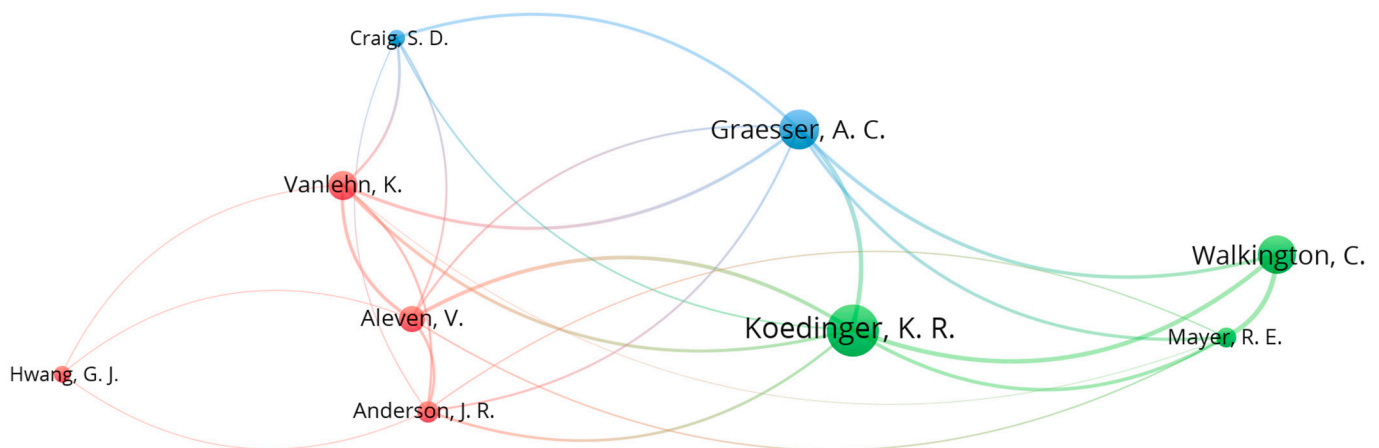 Craig, S. D.
Graesser, A. C.
Vanlehn, K.
Walkington, C.
Aleven, V.
Koedinger, K. R.
Mayer, R. E.
Hwang, G. J.
Anderson, J. R.